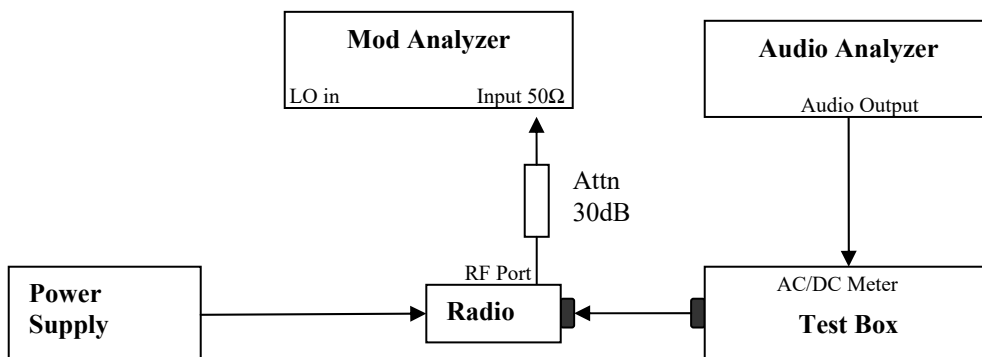 Mod Analyzer
LO in
Input 50Ω
Audio Analyzer
Audio Output
Attn
30dB
RF Port
Power
Supply
Radio
AC/DC Meter
Test Box